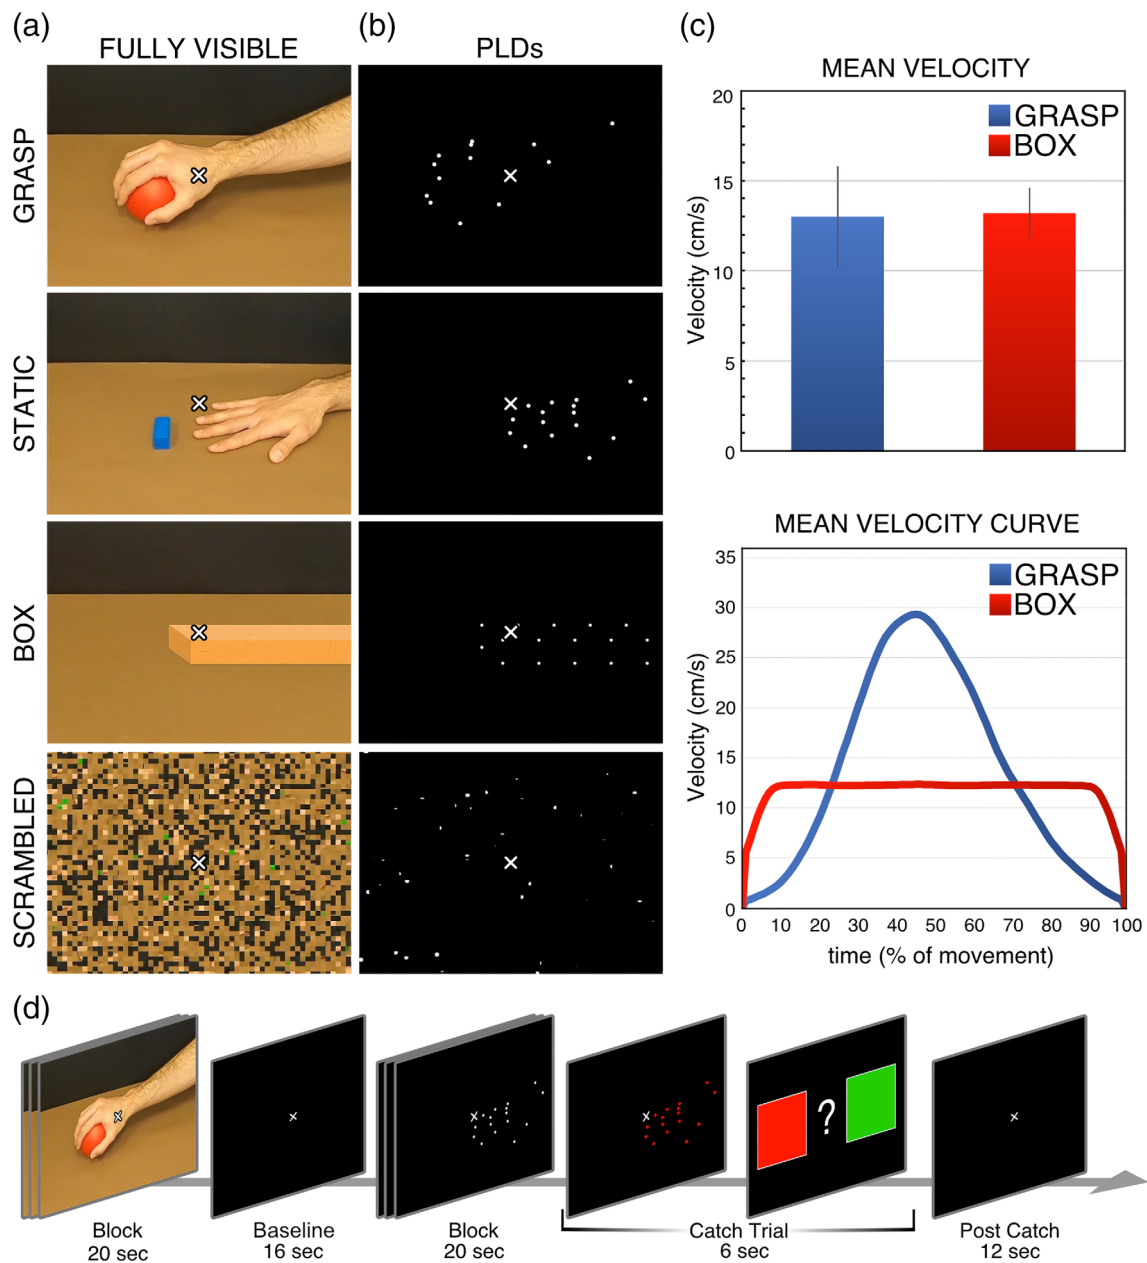 (a)
FULLY VISIBLE
(b)
PLDs
(c)
GRASP
STATIC
BOX
SCRAMBLED
MEAN VELOCITY
20
15
10
5
0
Velocity (cm/s)
GRASP
BOX
MEAN VELOCITY CURVE
35
30
25
20
15
10
5
0
Velocity (cm/s)
GRASP
BOX
0 10 20 30 40 50 60 70 80 90 100
time (% of movement)
(d)
?
Block
20 sec
Baseline
16 sec
Block
20 sec
Catch Trial
6 sec
Post Catch
12 sec